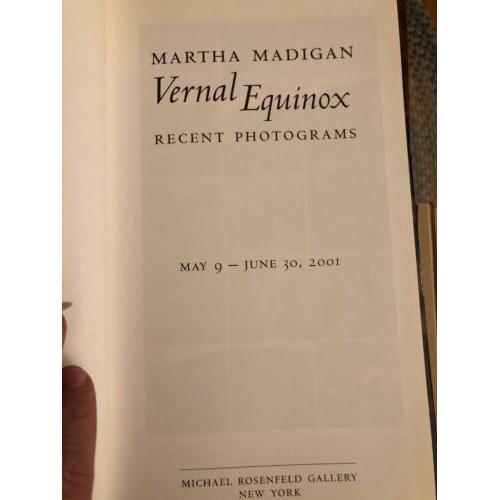 MARTHA MADIGAN
Vernal Equinox
RECENT PHOTOGRAMS
MAY 9 – JUNE 30, 2001
MICHAEL ROSENFELD GALLERY
NEW YORK